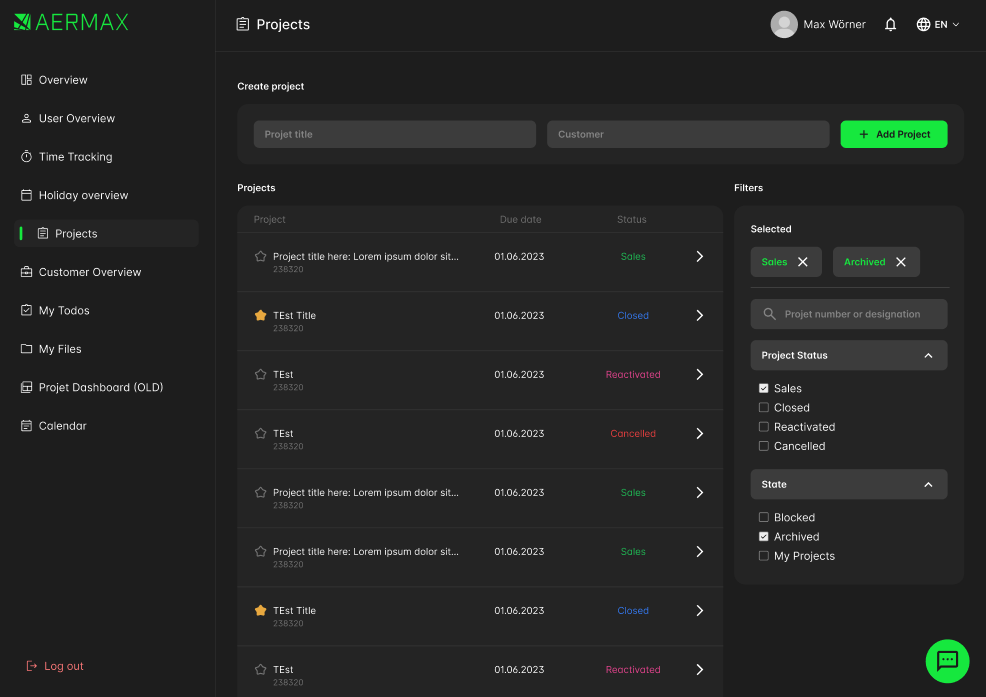 AERMAX
Projects
Max Wörner
EN
Overview
User Overview
Time Tracking
Holiday overview
Projects
Customer Overview
My Todos
My Files
Projet Dashboard (OLD)
Calendar
Log out
Create project
Projet title
Customer
Add Project
Projects
Project Due date Status
Project title here: Lorem ipsum dolor sit... 01.06.2023 Sales
238320
TEst Title 01.06.2023 Closed
238320
TEst 01.06.2023 Reactivated
238320
TEst 01.06.2023 Cancelled
238320
Project title here: Lorem ipsum dolor sit... 01.06.2023 Sales
238320
Project title here: Lorem ipsum dolor sit... 01.06.2023 Sales
238320
TEst Title 01.06.2023 Closed
238320
TEst 01.06.2023 Reactivated
238320
Filters
Selected
Sales Archived
Projet number or designation
Project Status
Sales
Closed
Reactivated
Cancelled
State
Blocked
Archived
My Projects